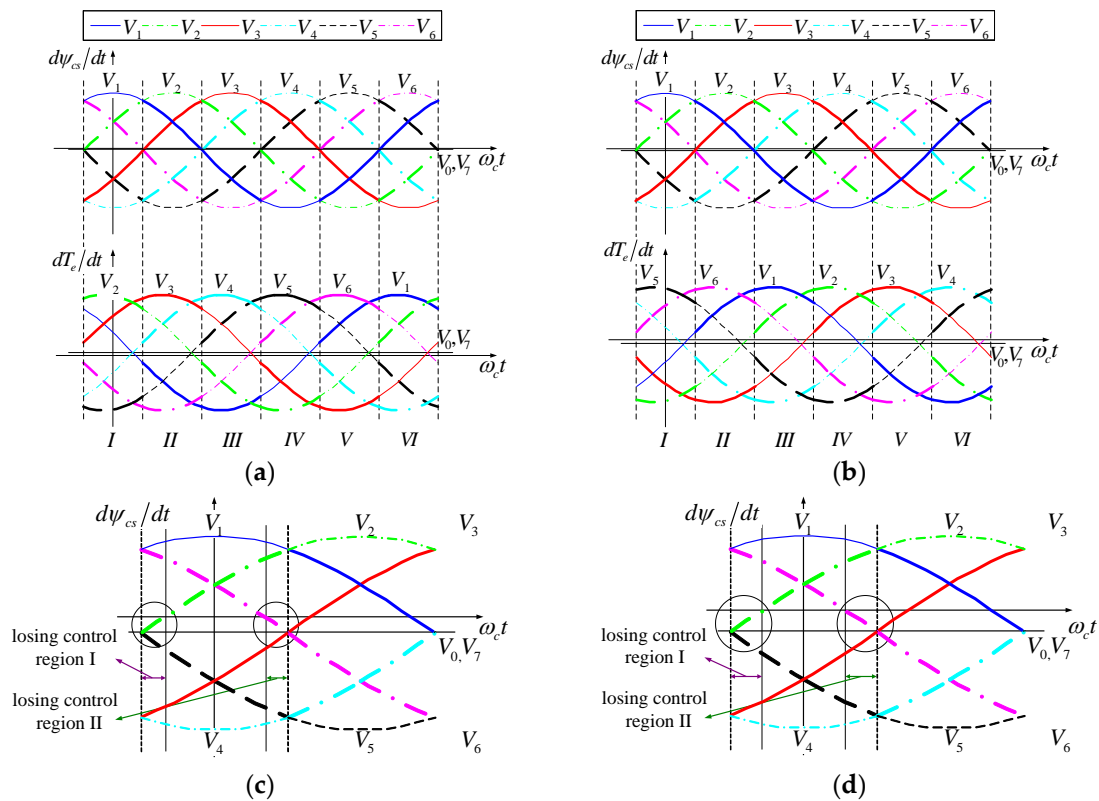 V₁ V₂ V₃ V₄ V₅ V₆
dψcs/dt
V₁ V₂ V₃ V₄ V₅ V₆
V₀,V₇ ωct
dTe/dt
V₂ V₃ V₄ V₅ V₆ V₁
V₀,V₇
ωct
I II III IV V VI
(a)
V₁ V₂ V₃ V₄ V₅ V₆
dψcs/dt
V₁ V₂ V₃ V₄ V₅ V₆
V₀,V₇ ωct
dTe/dt
V₅ V₆ V₁ V₂ V₃ V₄
V₀,V₇ ωct
I II III IV V VI
(b)
dψcs/dt
V₁ V₂ V₃
ωct
V₀,V₇
losing control
region I
losing control
region II
V₄ V₅ V₆
(c)
dψcs/dt
V₁ V₂ V₃
ωct
V₀,V₇
losing control
region I
losing control
region II
V₄ V₅ V₆
(d)